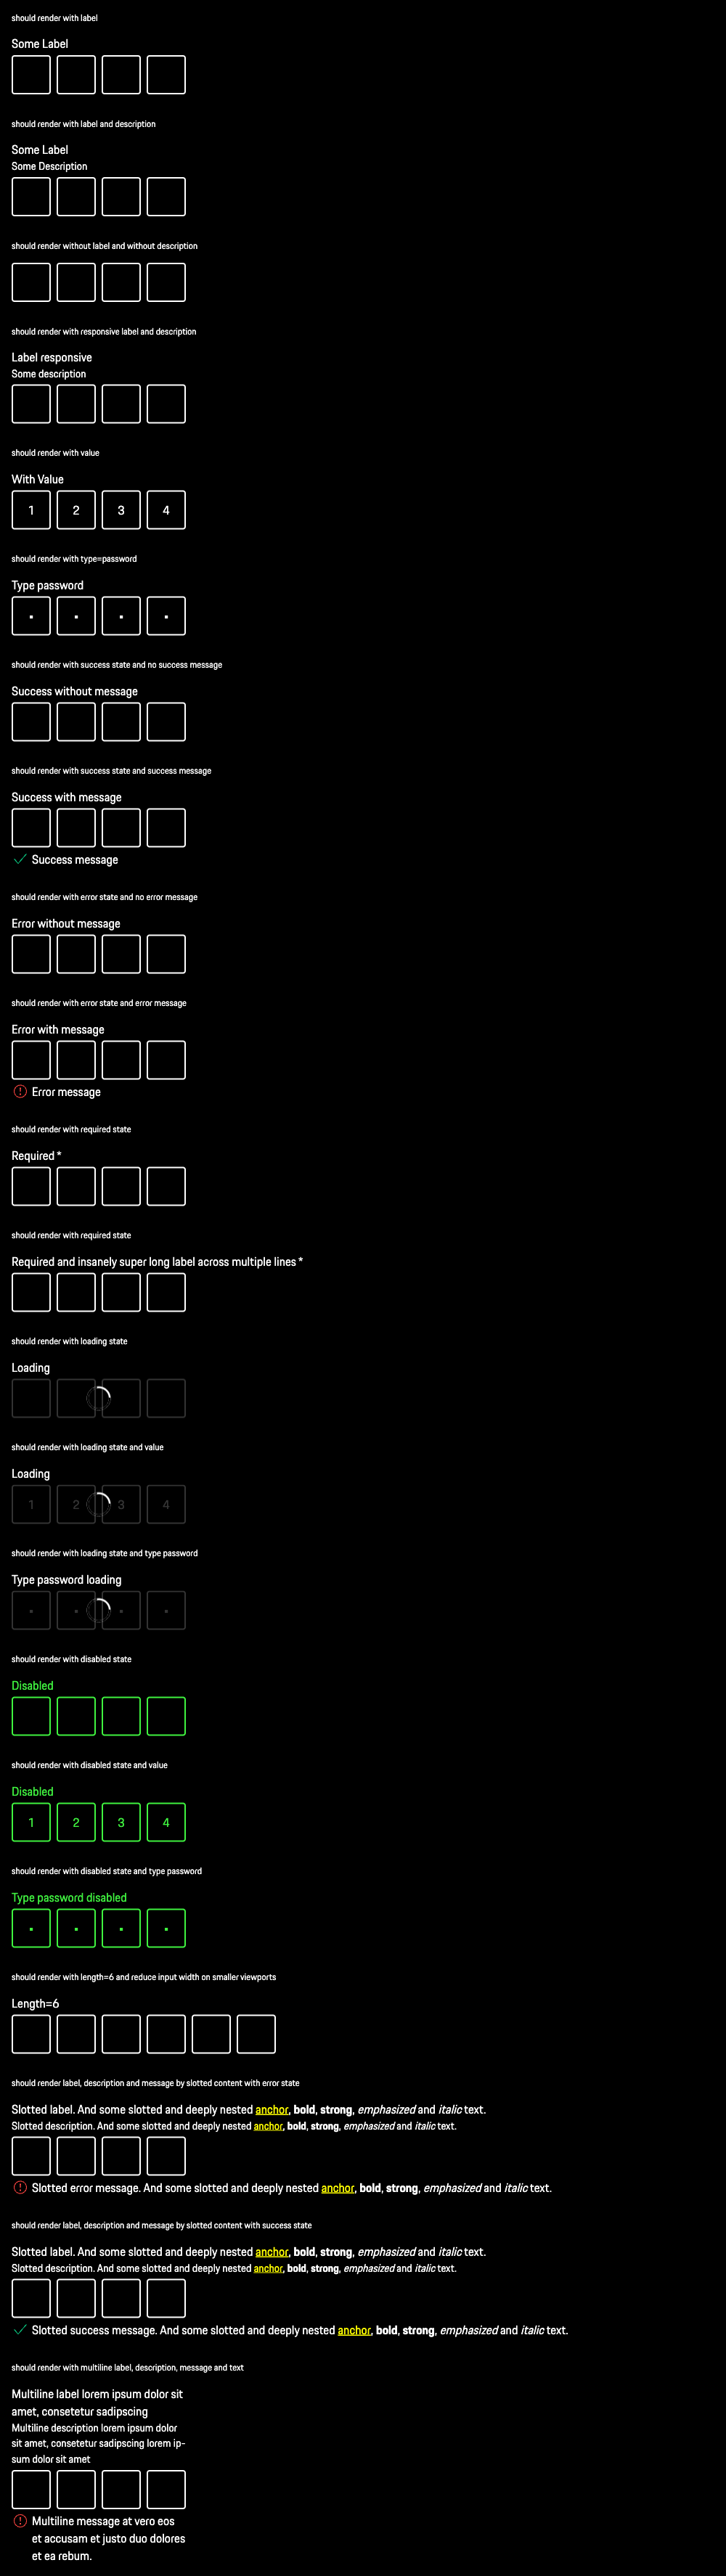 should render with label
Some Label
should render with label and description
Some Label
Some Description
should render without label and without description
should render with responsive label and description
Label responsive
Some description
should render with value
With Value
1 2 3 4
should render with type=password
Type password
should render with success state and no success message
Success without message
should render with success state and success message
Success with message
Success message
should render with error state and no error message
Error without message
should render with error state and error message
Error with message
Error message
should render with required state
Required *
should render with required state
Required and insanely super long label across multiple lines *
should render with loading state
Loading
should render with loading state and value
Loading
1 2 3 4
should render with loading state and type password
Type password loading
should render with disabled state
Disabled
should render with disabled state and value
Disabled
1 2 3 4
should render with disabled state and type password
Type password disabled
should render with length=6 and reduce input width on smaller viewports
Length=6
should render label, description and message by slotted content with error state
Slotted label. And some slotted and deeply nested anchor, bold, strong, emphasized and italic text.
Slotted description. And some slotted and deeply nested anchor, bold, strong, emphasized and italic text.
Slotted error message. And some slotted and deeply nested anchor, bold, strong, emphasized and italic text.
should render label, description and message by slotted content with success state
Slotted label. And some slotted and deeply nested anchor, bold, strong, emphasized and italic text.
Slotted description. And some slotted and deeply nested anchor, bold, strong, emphasized and italic text.
Slotted success message. And some slotted and deeply nested anchor, bold, strong, emphasized and italic text.
should render with multiline label, description, message and text
Multiline label lorem ipsum dolor sit
amet, consetetur sadipscing
Multiline description lorem ipsum dolor
sit amet, consetetur sadipscing lorem ip-
sum dolor sit amet
Multiline message at vero eos
et accusam et justo duo dolores
et ea rebum.